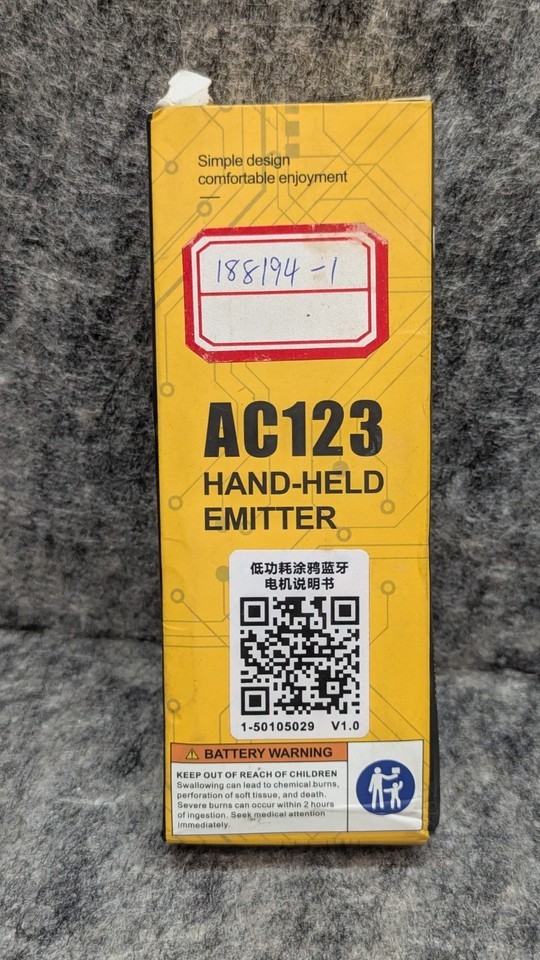 Simple design
comfortable enjoyment
188194-1
AC123
HAND-HELD
EMITTER
低功耗涂鸦蓝牙
电机说明书
1-50105029 V1.0
BATTERY WARNING
KEEP OUT OF REACH OF CHILDREN
Swallowing can lead to chemical burns,
perforation of soft tissue, and death.
Severe burns can occur within 2 hours
of ingestion. Seek medical attention
immediately.